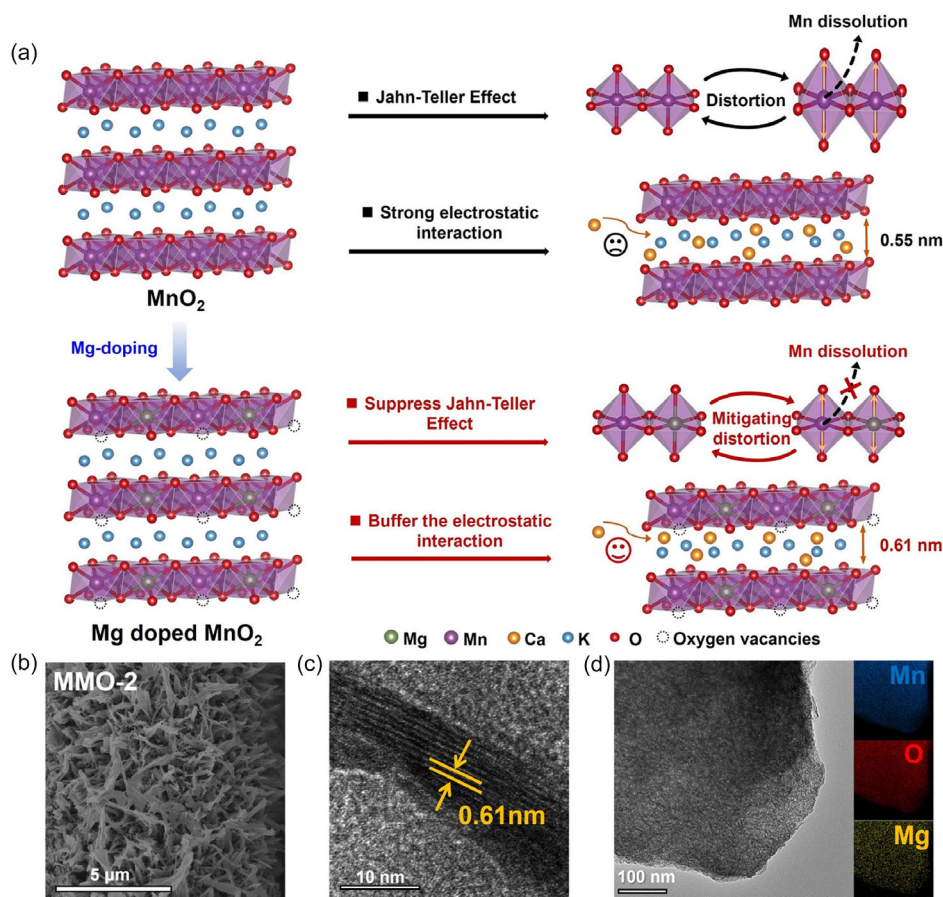 (a)
Mn dissolution
■ Jahn-Teller Effect
Distortion
■ Strong electrostatic
interaction
0.55 nm
MnO₂
Mg-doping
Mn dissolution
■ Suppress Jahn-Teller
Effect
Mitigating
distortion
■ Buffer the electrostatic
interaction
0.61 nm
Mg doped MnO₂
Mg Mn Ca K O Oxygen vacancies
(b)
MMO-2
5 µm
(c)
0.61nm
10 nm
(d)
Mn
O
Mg
100 nm